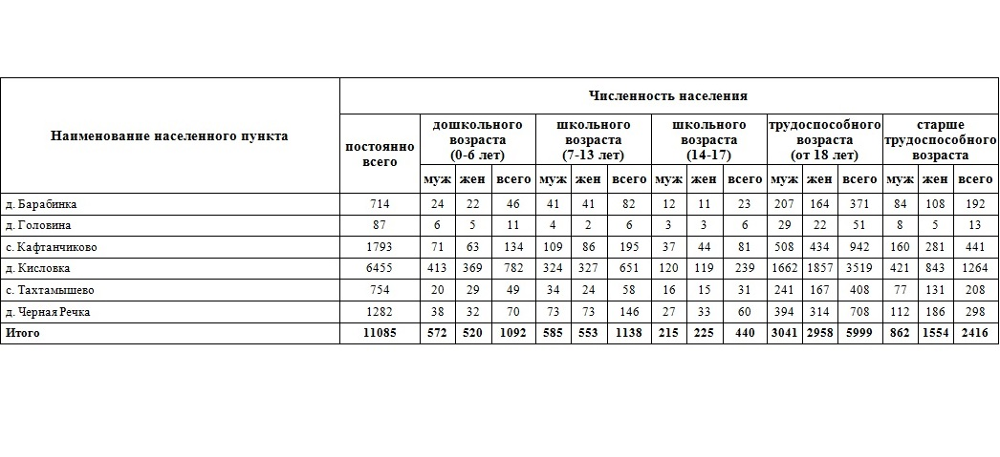 Численность населения
Наименование населенного пункта
постоянно
всего
дошкольного
возраста
(0-6 лет)
школьного
возраста
(7-13 лет)
школьного
возраста
(14-17)
трудоспособного
возраста
(от 18 лет)
старше
трудоспособного
возраста
муж жен всего муж жен всего муж жен всего муж жен всего муж жен всего
д. Барабинка 714 24 22 46 41 41 82 12 11 23 207 164 371 84 108 192
д. Головина 87 6 5 11 4 2 6 3 3 6 29 22 51 8 5 13
с. Кафтанчиково 1793 71 63 134 109 86 195 37 44 81 508 434 942 160 281 441
д. Кисловка 6455 413 369 782 324 327 651 120 119 239 1662 1857 3519 421 843 1264
с. Тахтамышево 754 20 29 49 34 24 58 16 15 31 241 167 408 77 131 208
д. Черная Речка 1282 38 32 70 73 73 146 27 33 60 394 314 708 112 186 298
Итого 11085 572 520 1092 585 553 1138 215 225 440 3041 2958 5999 862 1554 2416